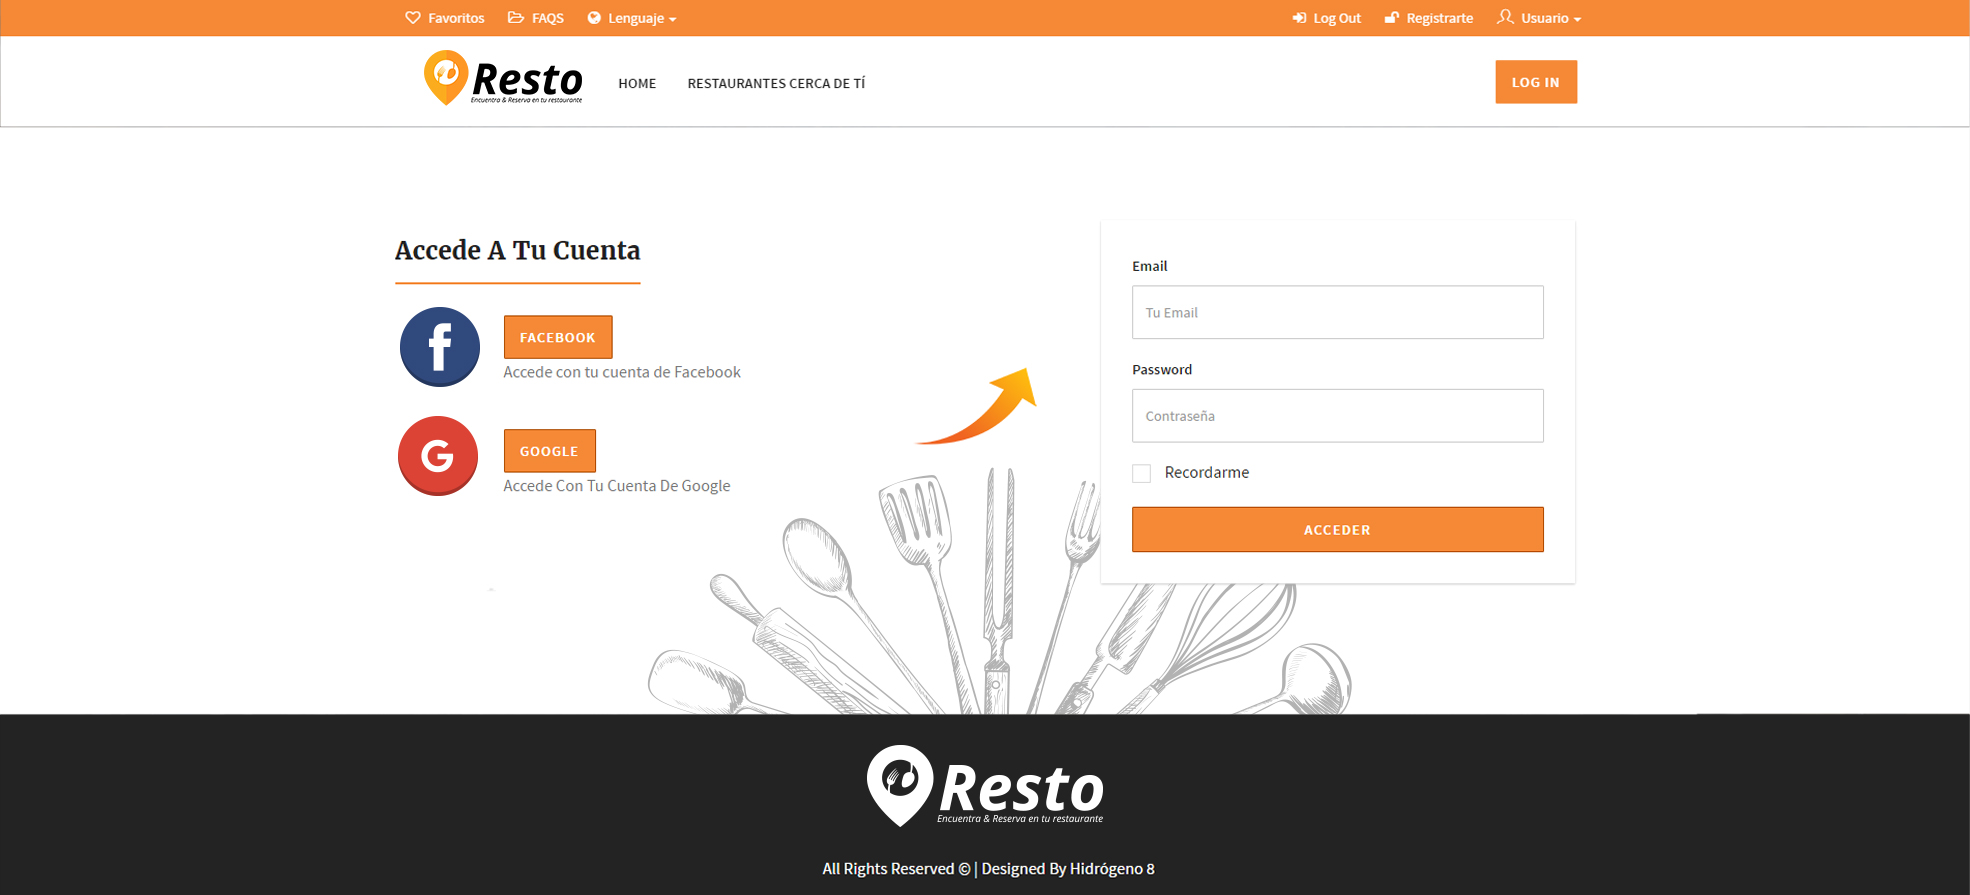 Favoritos FAQS Lenguaje Log Out Registrarte Usuario
Resto
Encuentra & Reserva en tu restaurante
HOME RESTAURANTES CERCA DE TÍ LOG IN
Accede A Tu Cuenta
f FACEBOOK
Accede con tu cuenta de Facebook
G GOOGLE
Accede Con Tu Cuenta De Google
Email
Tu Email
Password
Contraseña
Recordarme
ACCEDER
Resto
Encuentra & Reserva en tu restaurante
All Rights Reserved © | Designed By Hidrógeno 8